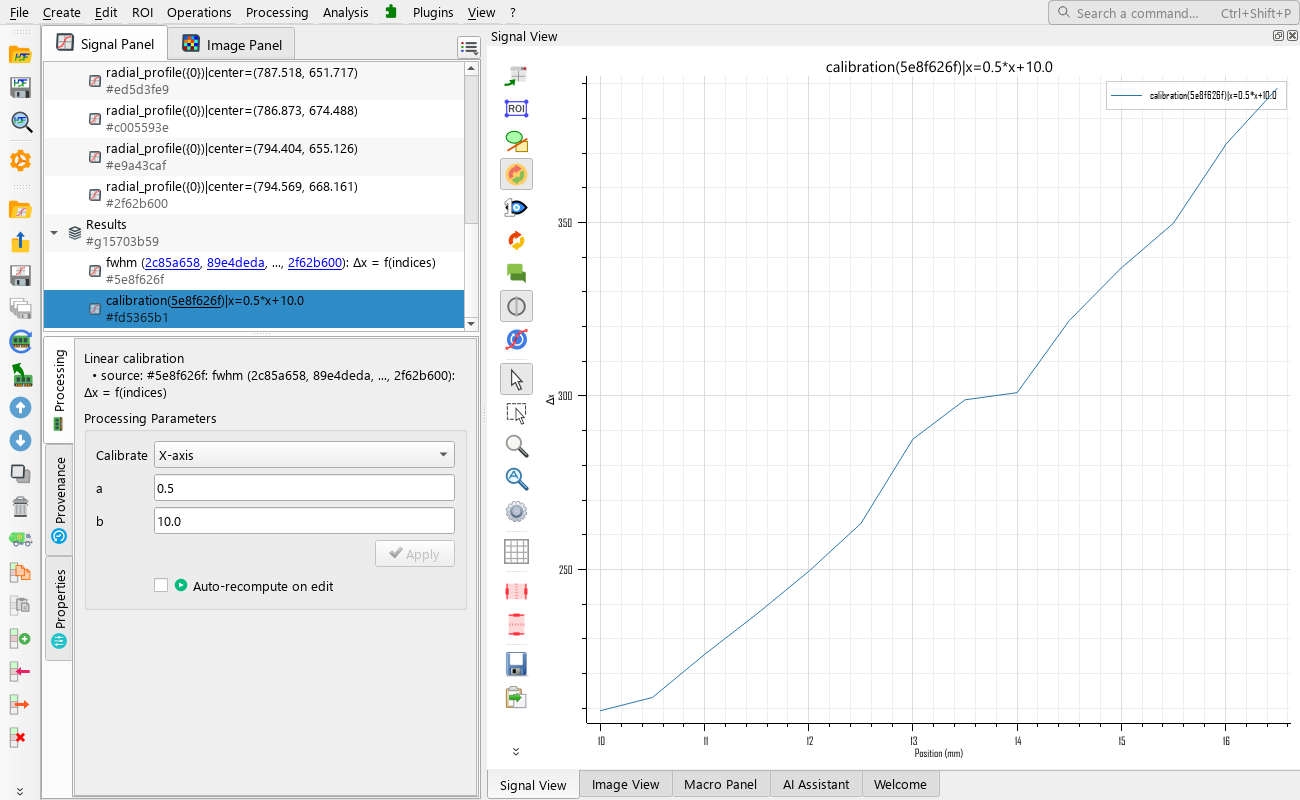 File Create Edit ROI Operations Processing Analysis Plugins View ?
Search a command... Ctrl+Shift+P
Signal Panel Image Panel
radial_profile({0})|center=(787.518, 651.717)
#ed5d3fe9
radial_profile({0})|center=(786.873, 674.488)
#c005593e
radial_profile({0})|center=(794.404, 655.126)
#e9a43caf
radial_profile({0})|center=(794.569, 668.161)
#2f62b600
Results
#g15703b59
fwhm (2c85a658, 89e4deda, ..., 2f62b600): Δx = f(indices)
#5e8f626f
calibration(5e8f626f)|x=0.5*x+10.0
#fd5365b1
Processing
Provenance
Properties
Linear calibration
• source: #5e8f626f: fwhm (2c85a658, 89e4deda, ..., 2f62b600):
Δx = f(indices)
Processing Parameters
Calibrate X-axis
a 0.5
b 10.0
Apply
Auto-recompute on edit
Signal View
ROI
calibration(5e8f626f)|x=0.5*x+10.0
calibration(5e8f626f)|x=0.5*x+10.0
350
300
250
Δx
10 11 12 13 14 15 16
Position (mm)
Signal View Image View Macro Panel AI Assistant Welcome